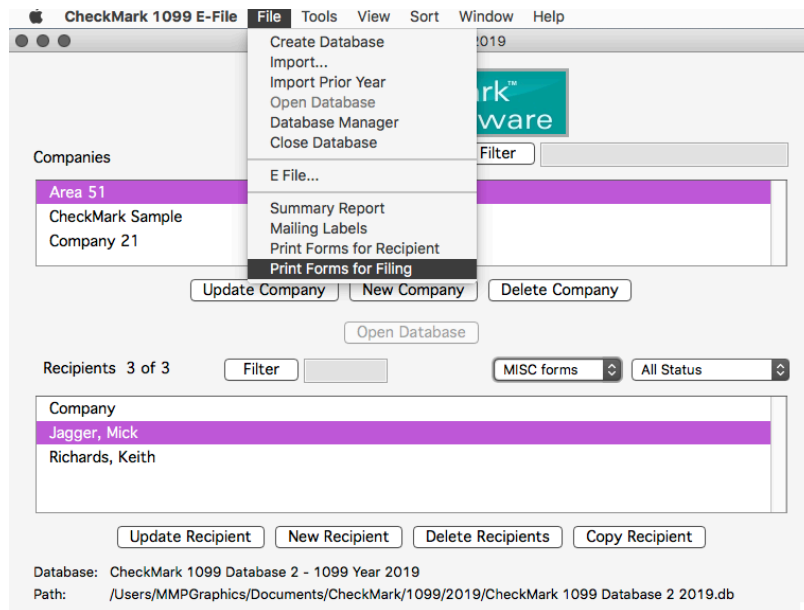 CheckMark 1099 E-File File Tools View Sort Window Help
2019
Create Database
Import...
Import Prior Year
Open Database
Database Manager
Close Database
E File...
Summary Report
Mailing Labels
Print Forms for Recipient
Print Forms for Filing
rk™
ware
Companies
Filter
Area 51
CheckMark Sample
Company 21
Update Company New Company Delete Company
Open Database
Recipients 3 of 3 Filter MISC forms All Status
Company
Jagger, Mick
Richards, Keith
Update Recipient New Recipient Delete Recipients Copy Recipient
Database: CheckMark 1099 Database 2 - 1099 Year 2019
Path: /Users/MMPGraphics/Documents/CheckMark/1099/2019/CheckMark 1099 Database 2 2019.db